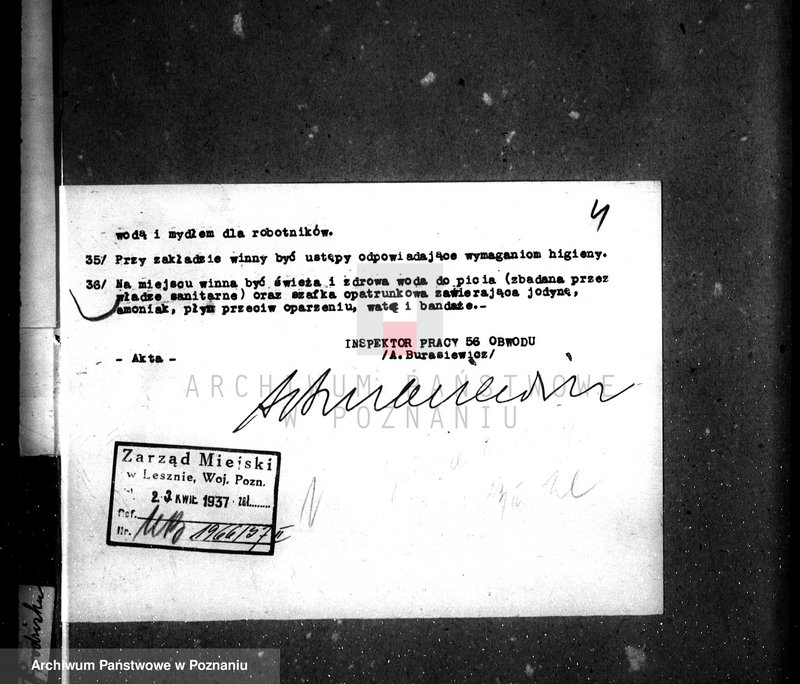 4
wodą i mydłem dla robotników.
35/ Przy zakładzie winny być ustępy odpowiadające wymaganiom higieny.
36/ Na miejscu winna być świeża i zdrowa woda do picia (zbadana przez
władze sanitarne) oraz szafka opatrunkowa zawierająca jodynę,
amoniak, płyn przeciw oparzeniu, watę i bandaże.-
INSPEKTOR PRACY 56 OBWODU
/A.Burasiewicz/
- Akta -
ARCHIWUM PAŃSTWOWE
W POZNANIU
Zarząd Miejski
w Lesznie, Woj. Pozn.
KWIE 1937 zał.
Ref.
Nr. 1966/37
Archiwum Państwowe w Poznaniu